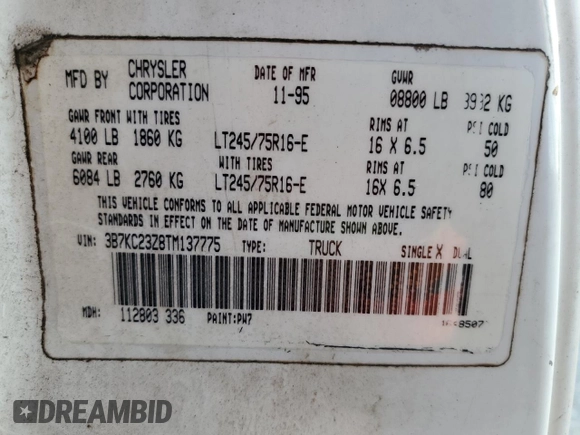 MFD BY CHRYSLER CORPORATION DATE OF MFR 11-95 GVWR 08800 LB KG
GAWR FRONT WITH TIRES RIMS AT PSI COLD
4100 LB 1860 KG LT245/75R16-E 16 X 6.5 50
GAWR REAR WITH TIRES RIMS AT PSI COLD
6084 LB 2760 KG LT245/75R16-E 16X 6.5 80
THIS VEHICLE CONFORMS TO ALL APPLICABLE FEDERAL MOTOR VEHICLE SAFETY
STANDARDS IN EFFECT ON THE DATE OF MANUFACTURE SHOWN ABOVE.
VIN: 3B7KC23Z8TM137775 TYPE: TRUCK SINGLE X DUAL
MDH: 112803 336 PAINT:PW7
DREAMBID